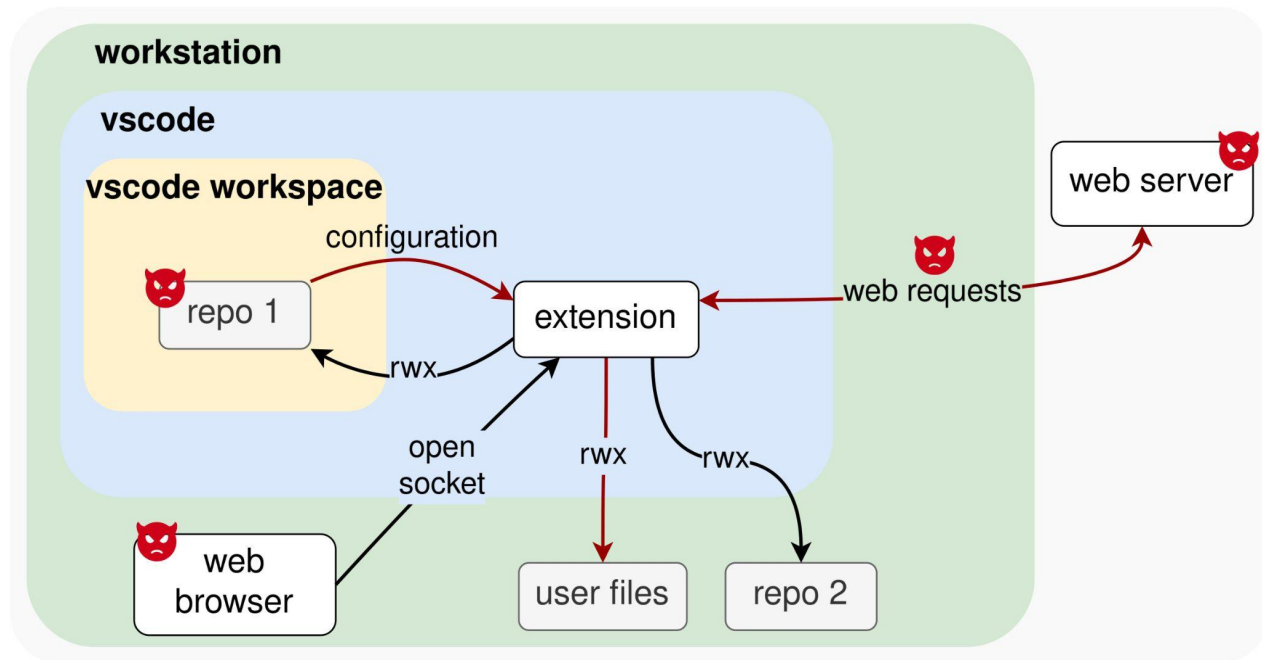 workstation
vscode
vscode workspace
web server
configuration
repo 1
extension
web requests
rwx
open
socket
rwx
rwx
web
browser
user files
repo 2